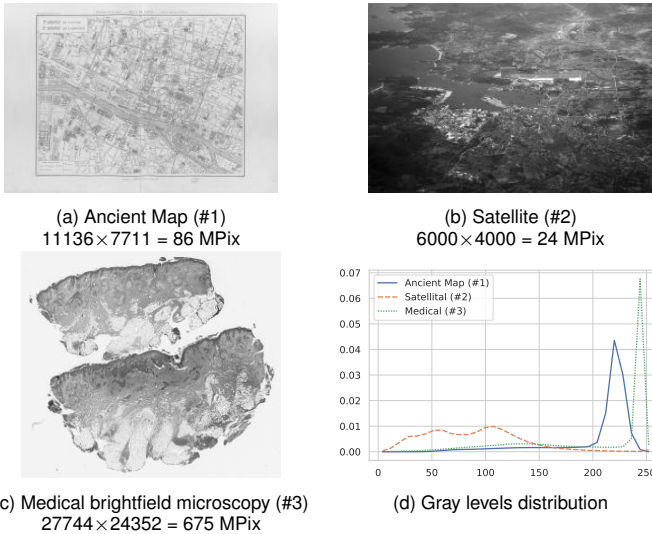 (a) Ancient Map (#1)
11136×7711 = 86 MPix
(b) Satellite (#2)
6000×4000 = 24 MPix
c) Medical brightfield microscopy (#3)
27744×24352 = 675 MPix
0.07
0.06
0.05
0.04
0.03
0.02
0.01
0.00
Ancient Map (#1)
Satellital (#2)
Medical (#3)
0
50
100
150
200
250
(d) Gray levels distribution